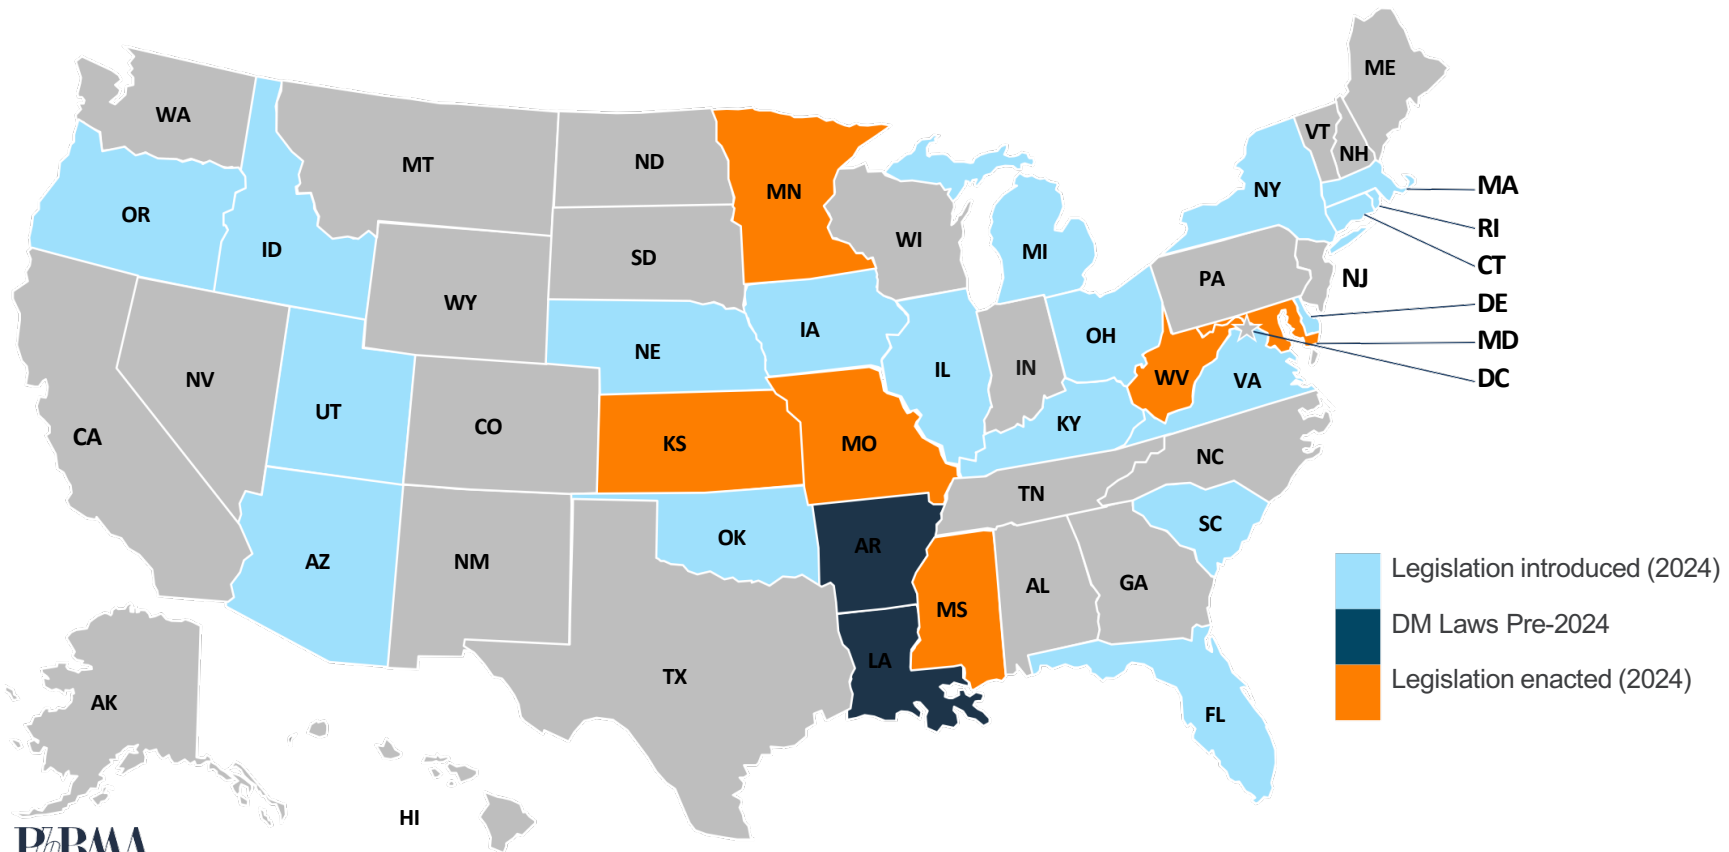 ME
WA
VT
MT
ND
NH
MN
MA
NY
OR
RI
WI
ID
MI
SD
CT
PA
NJ
WY
DE
IA
OH
MD
NE
IL
IN
NV
WV
VA
DC
UT
KY
CO
CA
KS
MO
NC
TN
SC
OK
AR
AZ
NM
Legislation introduced (2024)
AL
GA
MS
DM Laws Pre-2024
LA
TX
Legislation enacted (2024)
AK
FL
HI
PhRMA